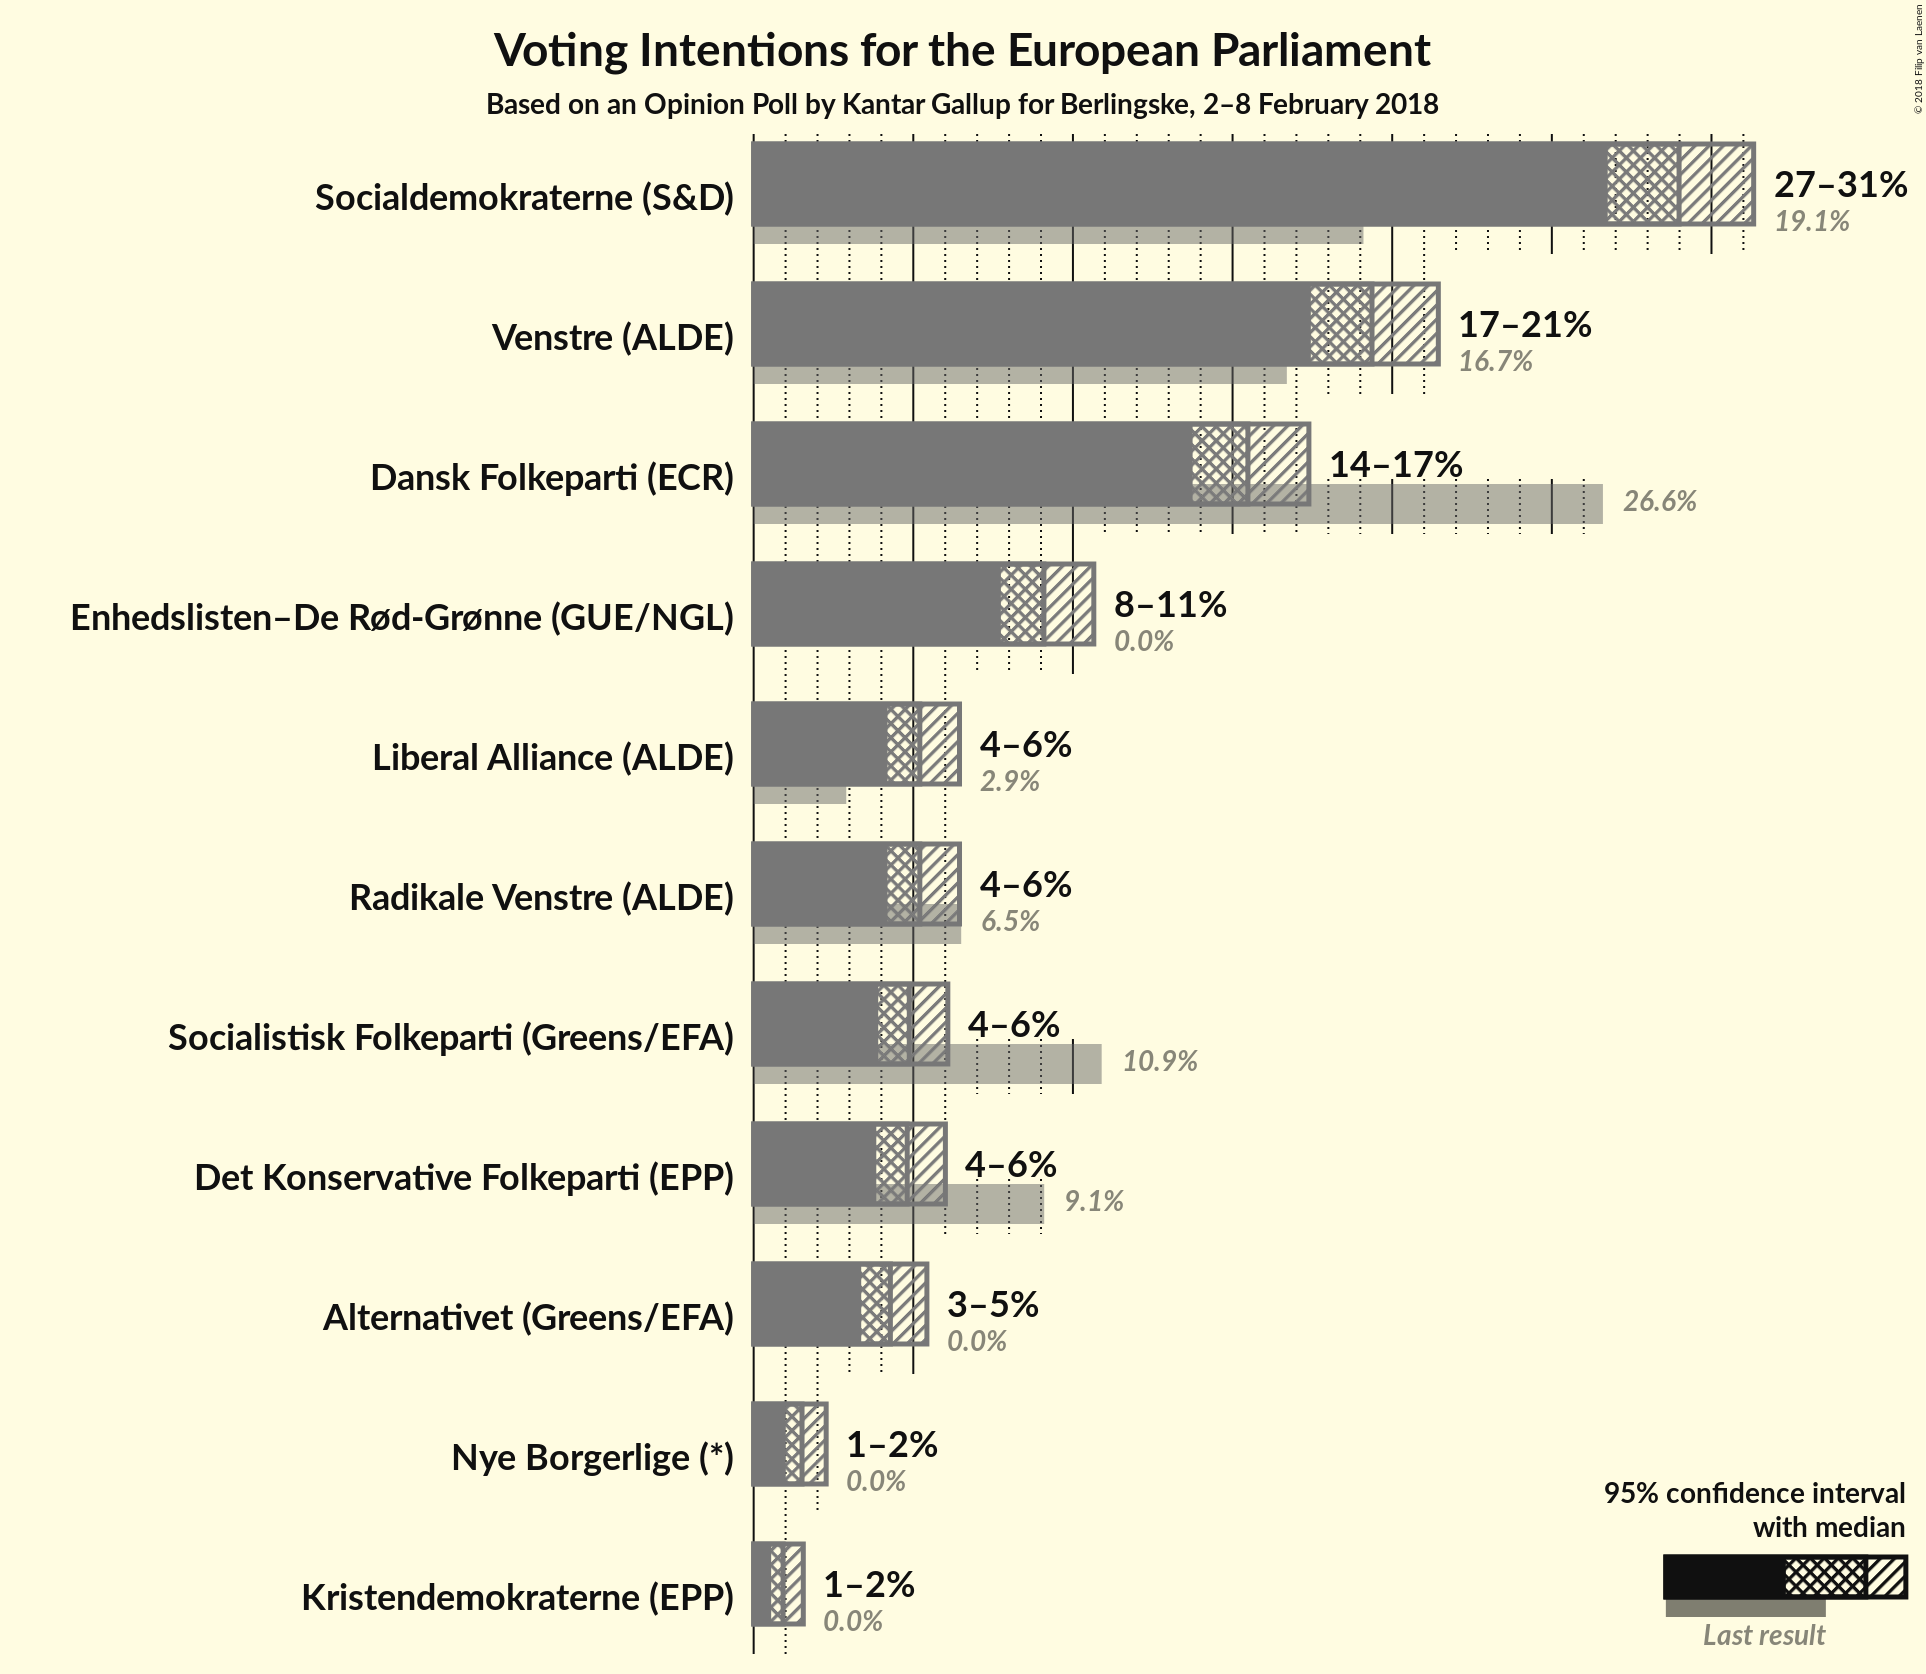 Voting Intentions for the European Parliament
Based on an Opinion Poll by Kantar Gallup for Berlingske, 2–8 February 2018
© 2018 Filip van Laenen
Socialdemokraterne (S&D)
27–31%
19.1%
Venstre (ALDE)
17–21%
16.7%
Dansk Folkeparti (ECR)
14–17%
26.6%
Enhedslisten–De Rød-Grønne (GUE/NGL)
8–11%
0.0%
Liberal Alliance (ALDE)
4–6%
2.9%
Radikale Venstre (ALDE)
4–6%
6.5%
Socialistisk Folkeparti (Greens/EFA)
4–6%
10.9%
Det Konservative Folkeparti (EPP)
4–6%
9.1%
Alternativet (Greens/EFA)
3–5%
0.0%
Nye Borgerlige (*)
1–2%
0.0%
Kristendemokraterne (EPP)
1–2%
0.0%
95% confidence interval
with median
Last result